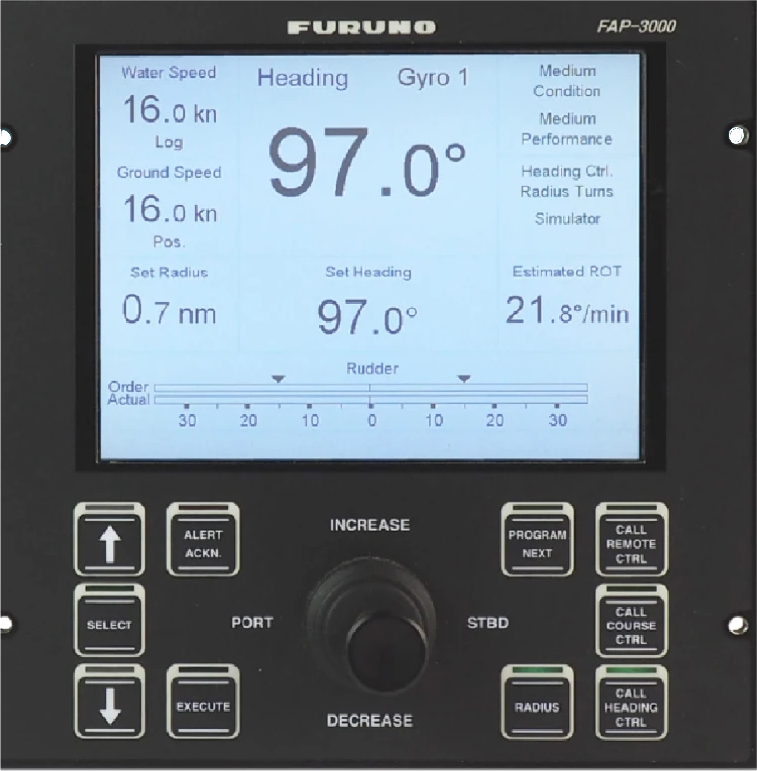 FURUNO
FAP-3000
Water Speed
16.0 kn
Log
Ground Speed
16.0 kn
Pos.
Heading Gyro 1
97.0°
Medium
Condition
Medium
Performance
Heading Ctrl.
Radius Turns
Simulator
Set Radius
0.7 nm
Set Heading
97.0°
Estimated ROT
21.8°/min
Rudder
Order
Actual
30 20 10 0 10 20 30
ALERT
ACKN.
SELECT
EXECUTE
INCREASE
PORT
STBD
DECREASE
PROGRAM
NEXT
CALL
REMOTE
CTRL
CALL
COURSE
CTRL
RADIUS
CALL
HEADING
CTRL